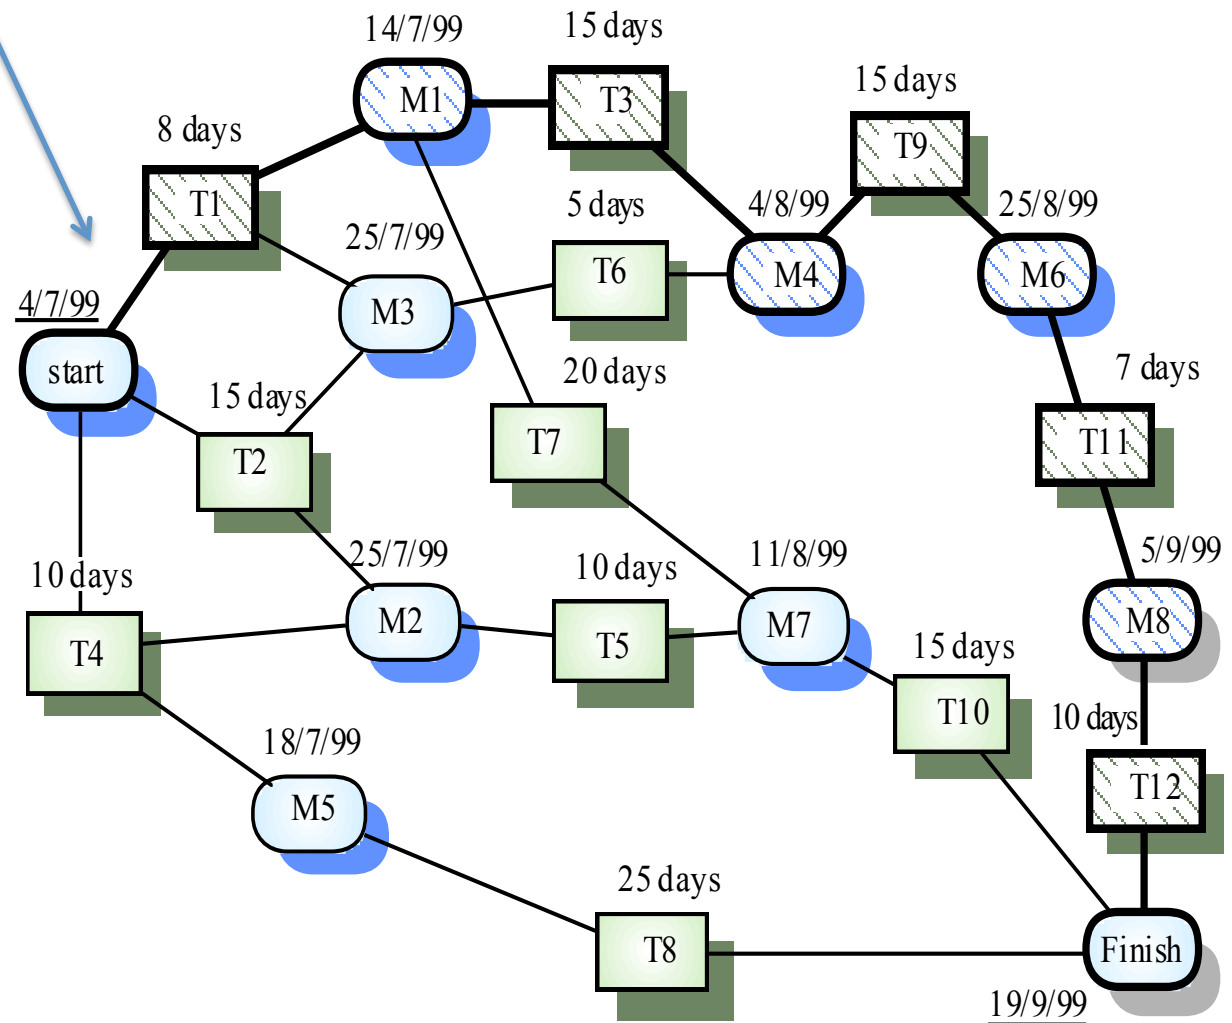 14/7/99
15 days
M1
T3
15 days
8 days
T9
T1
5 days
4/8/99
25/8/99
25/7/99
T6
M4
M6
4/7/99
M3
start
20 days
7 days
15 days
T2
T7
T11
25/7/99
11/8/99
5/9/99
10 days
10 days
M2
M7
M8
T4
T5
15 days
T10
10 days
18/7/99
M5
T12
25 days
T8
Finish
19/9/99